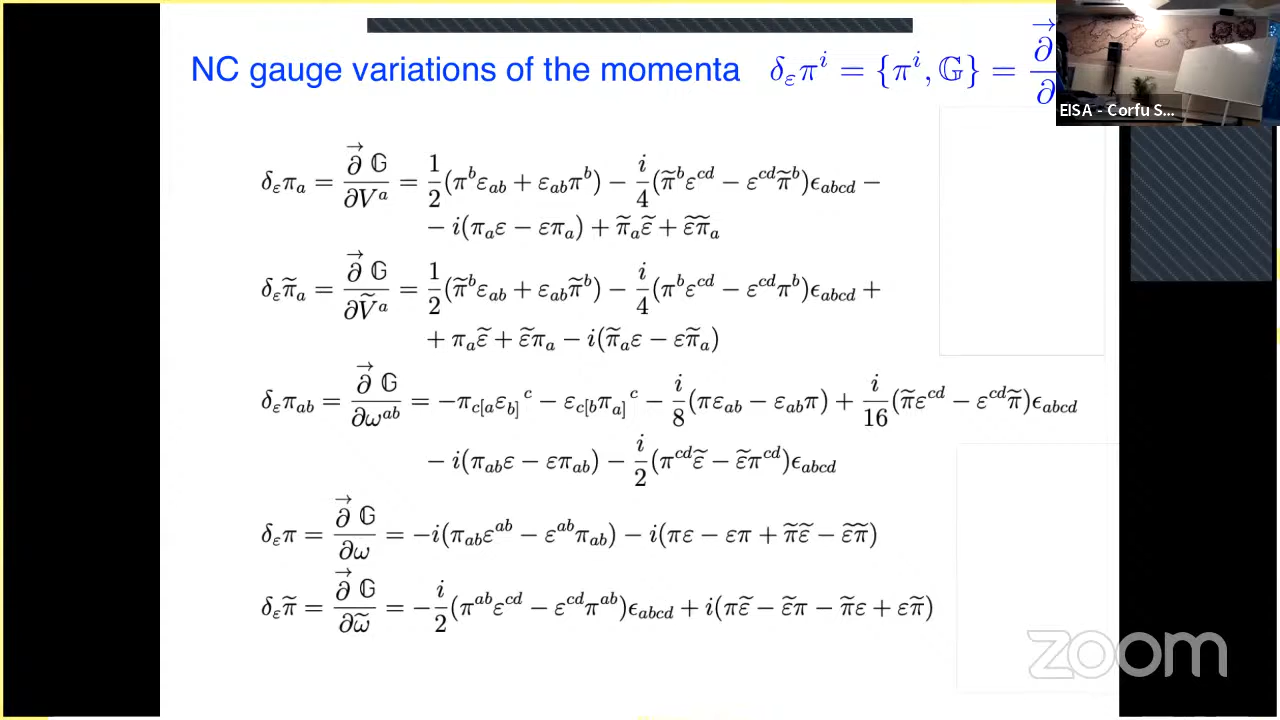 NC gauge variations of the momenta δ_ε π^i = {π^i, 𝔾} = ∂⃗ / ∂
EISA - Corfu S...
δ_ε π_a = ∂⃗ 𝔾 / ∂V^a = 1/2 (π^b ε_ab + ε_ab π^b) − i/4 (π̃^b ε^cd − ε^cd π̃^b) ϵ_abcd −
− i(π_a ε − ε π_a) + π̃_a ε̃ + ε̃ π̃_a
δ_ε π̃_a = ∂⃗ 𝔾 / ∂Ṽ^a = 1/2 (π̃^b ε_ab + ε_ab π̃^b) − i/4 (π^b ε^cd − ε^cd π^b) ϵ_abcd +
+ π_a ε̃ + ε̃ π_a − i(π̃_a ε − ε π̃_a)
δ_ε π_ab = ∂⃗ 𝔾 / ∂ω^ab = −π_c[a ε_b]^c − ε_c[b π_a]^c − i/8 (π ε_ab − ε_ab π) + i/16 (π̃ ε^cd − ε^cd π̃) ϵ_abcd
− i(π_ab ε − ε π_ab) − i/2 (π^cd ε̃ − ε̃ π^cd) ϵ_abcd
δ_ε π = ∂⃗ 𝔾 / ∂ω = −i(π_ab ε^ab − ε^ab π_ab) − i(π ε − ε π + π̃ ε̃ − ε̃ π̃)
δ_ε π̃ = ∂⃗ 𝔾 / ∂ω̃ = − i/2 (π^ab ε^cd − ε^cd π^ab) ϵ_abcd + i(π ε̃ − ε̃ π − π̃ ε + ε π̃)
zoom